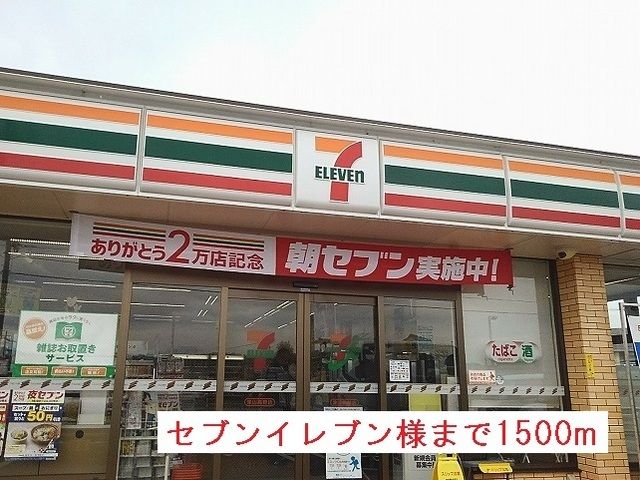 ELEVEn
ありがとう2万店記念
朝セブン実施中!
雑誌お取置き
サービス
たばこ 酒
夜セブン
50円
セブンイレブン様まで1500m